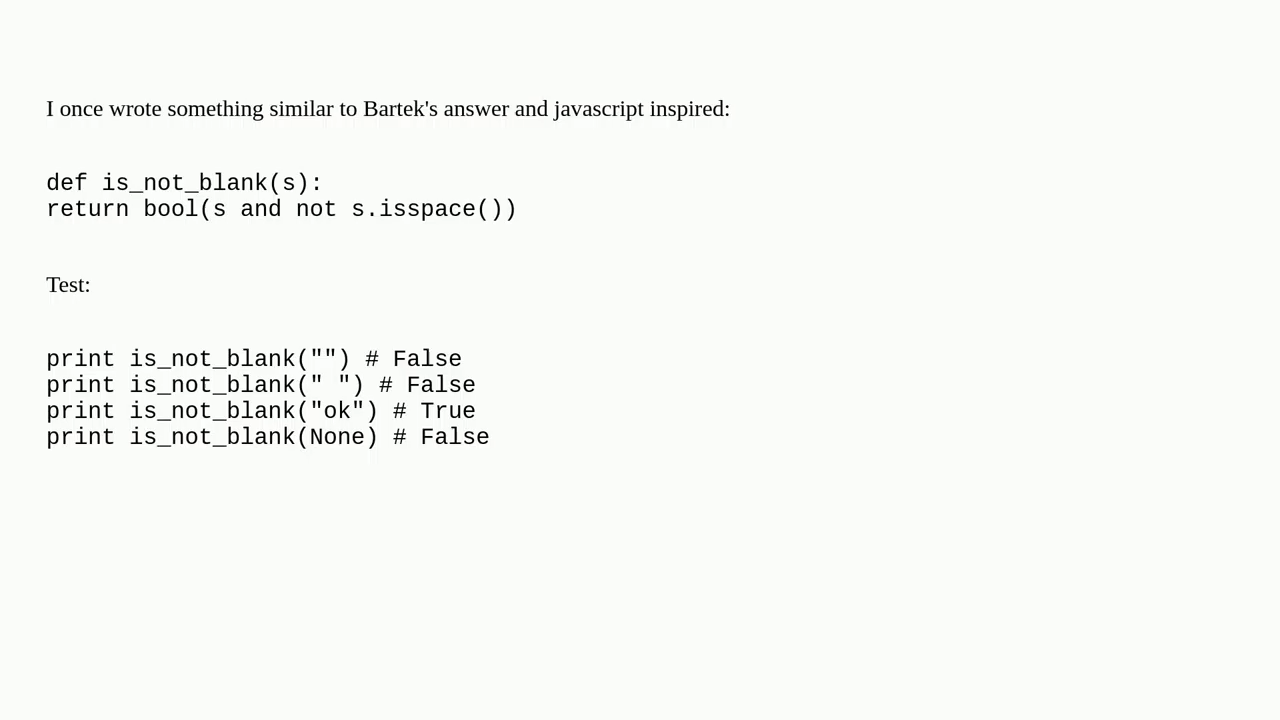 I once wrote something similar to Bartek's answer and javascript inspired:
def is_not_blank(s):
return bool(s and not s.isspace())
Test:
print is_not_blank("") # False
print is_not_blank(" ") # False
print is_not_blank("ok") # True
print is_not_blank(None) # False